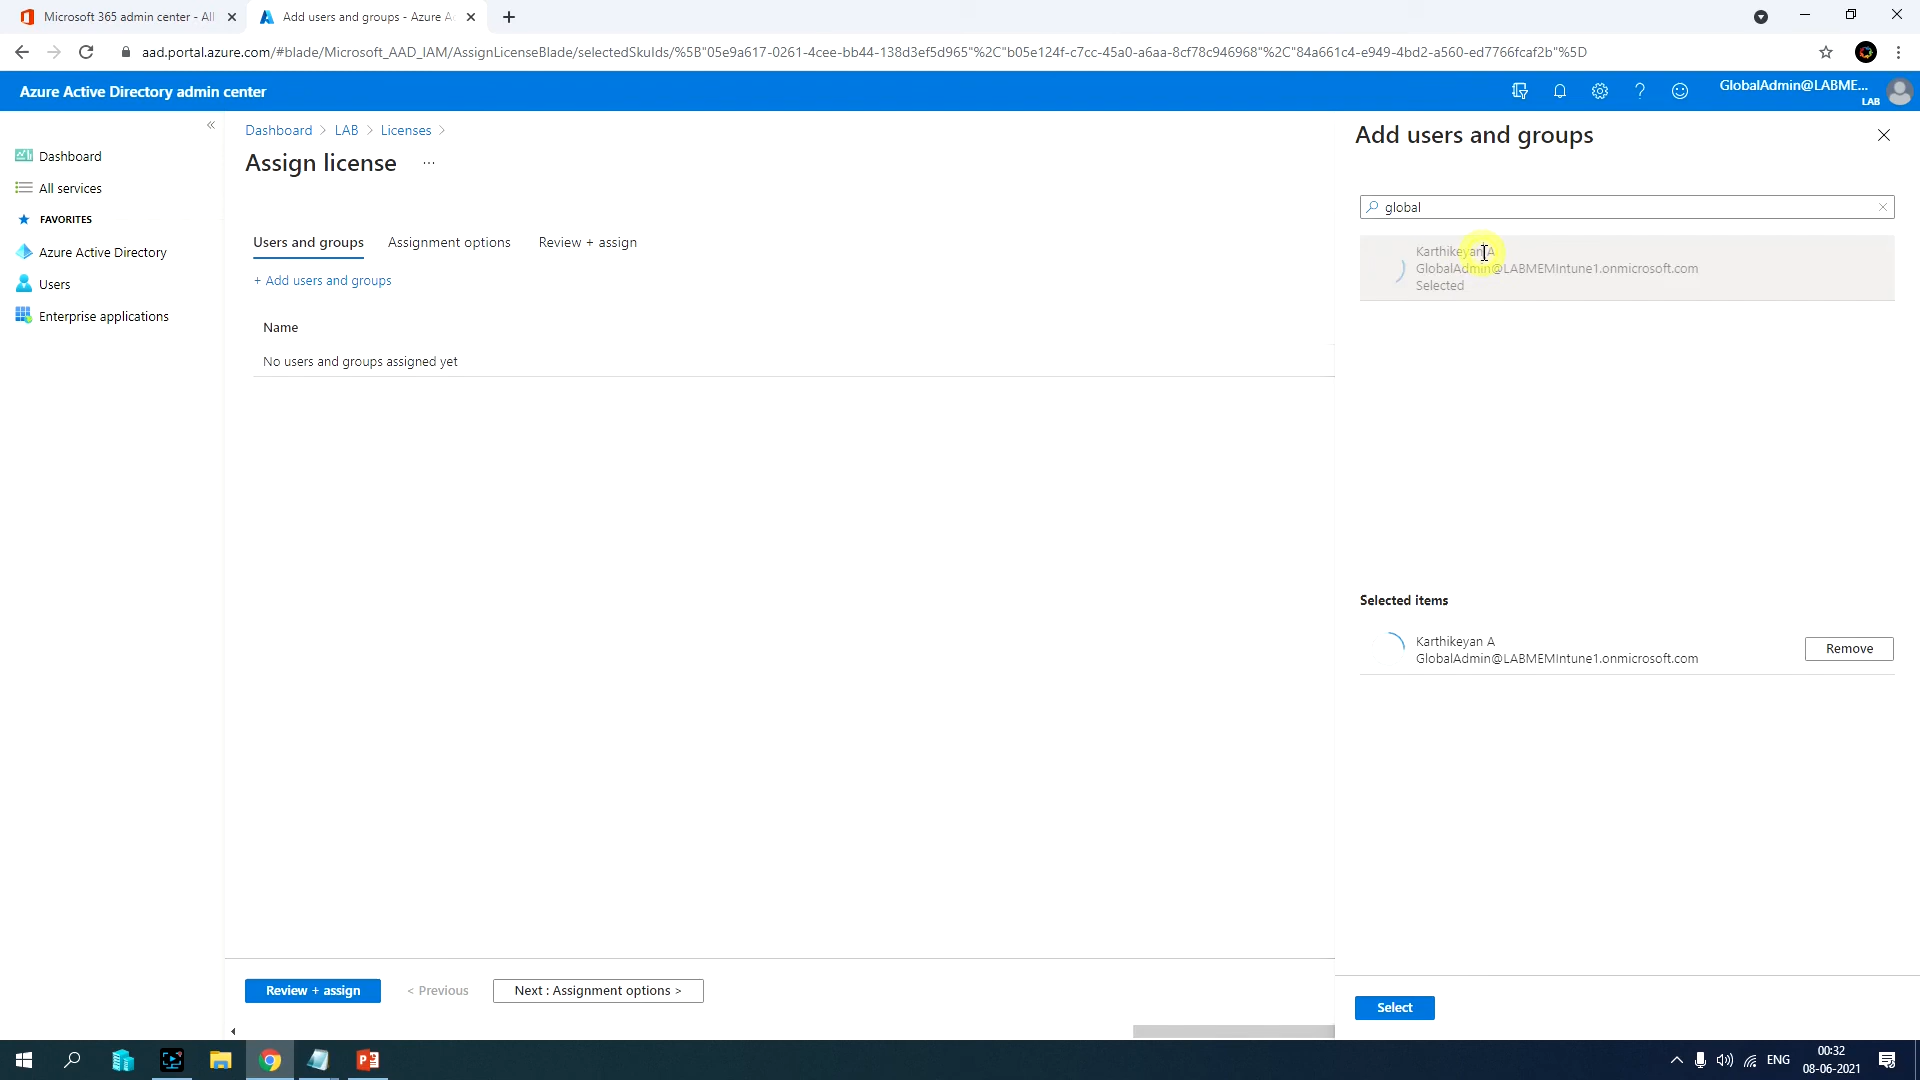 Microsoft 365 admin center - All
Add users and groups - Azure A
aad.portal.azure.com/#blade/Microsoft_AAD_IAM/AssignLicenseBlade/selectedSkuIds/%5B"05e9a617-0261-4cee-bb44-138d3ef5d965"%2C"b05e124f-c7cc-45a0-a6aa-8cf78c946968"%2C"84a661c4-e949-4bd2-a560-ed7766fcaf2b"%5D
Azure Active Directory admin center
GlobalAdmin@LABME...
LAB
Dashboard
All services
FAVORITES
Azure Active Directory
Users
Enterprise applications
Dashboard > LAB > Licenses >
Assign license ...
Users and groups Assignment options Review + assign
+ Add users and groups
Name
No users and groups assigned yet
Review + assign < Previous Next : Assignment options >
Add users and groups
global
Karthikeyan A
GlobalAdmin@LABMEMIntune1.onmicrosoft.com
Selected
Selected items
Karthikeyan A
GlobalAdmin@LABMEMIntune1.onmicrosoft.com
Remove
Select
ENG
00:32
08-06-2021